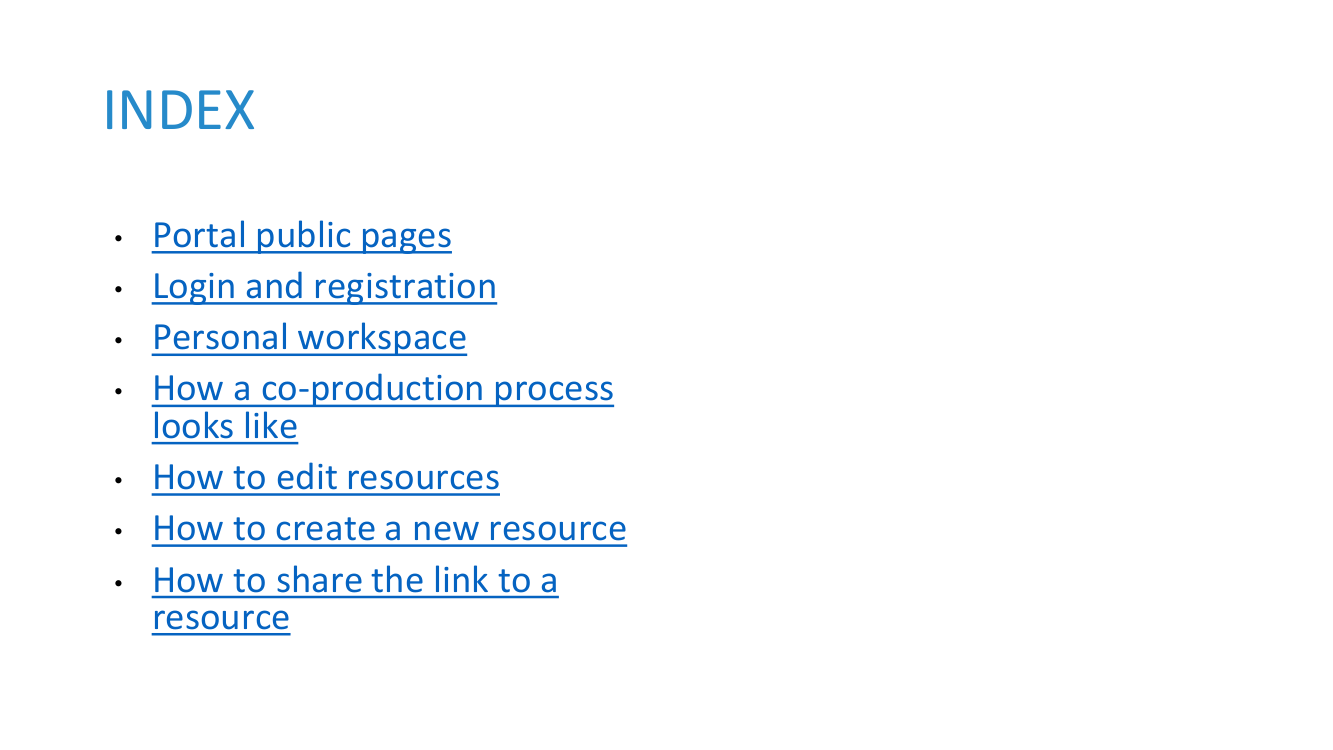 INDEX
• Portal public pages
• Login and registration
• Personal workspace
• How a co-production process
looks like
• How to edit resources
• How to create a new resource
• How to share the link to a
resource